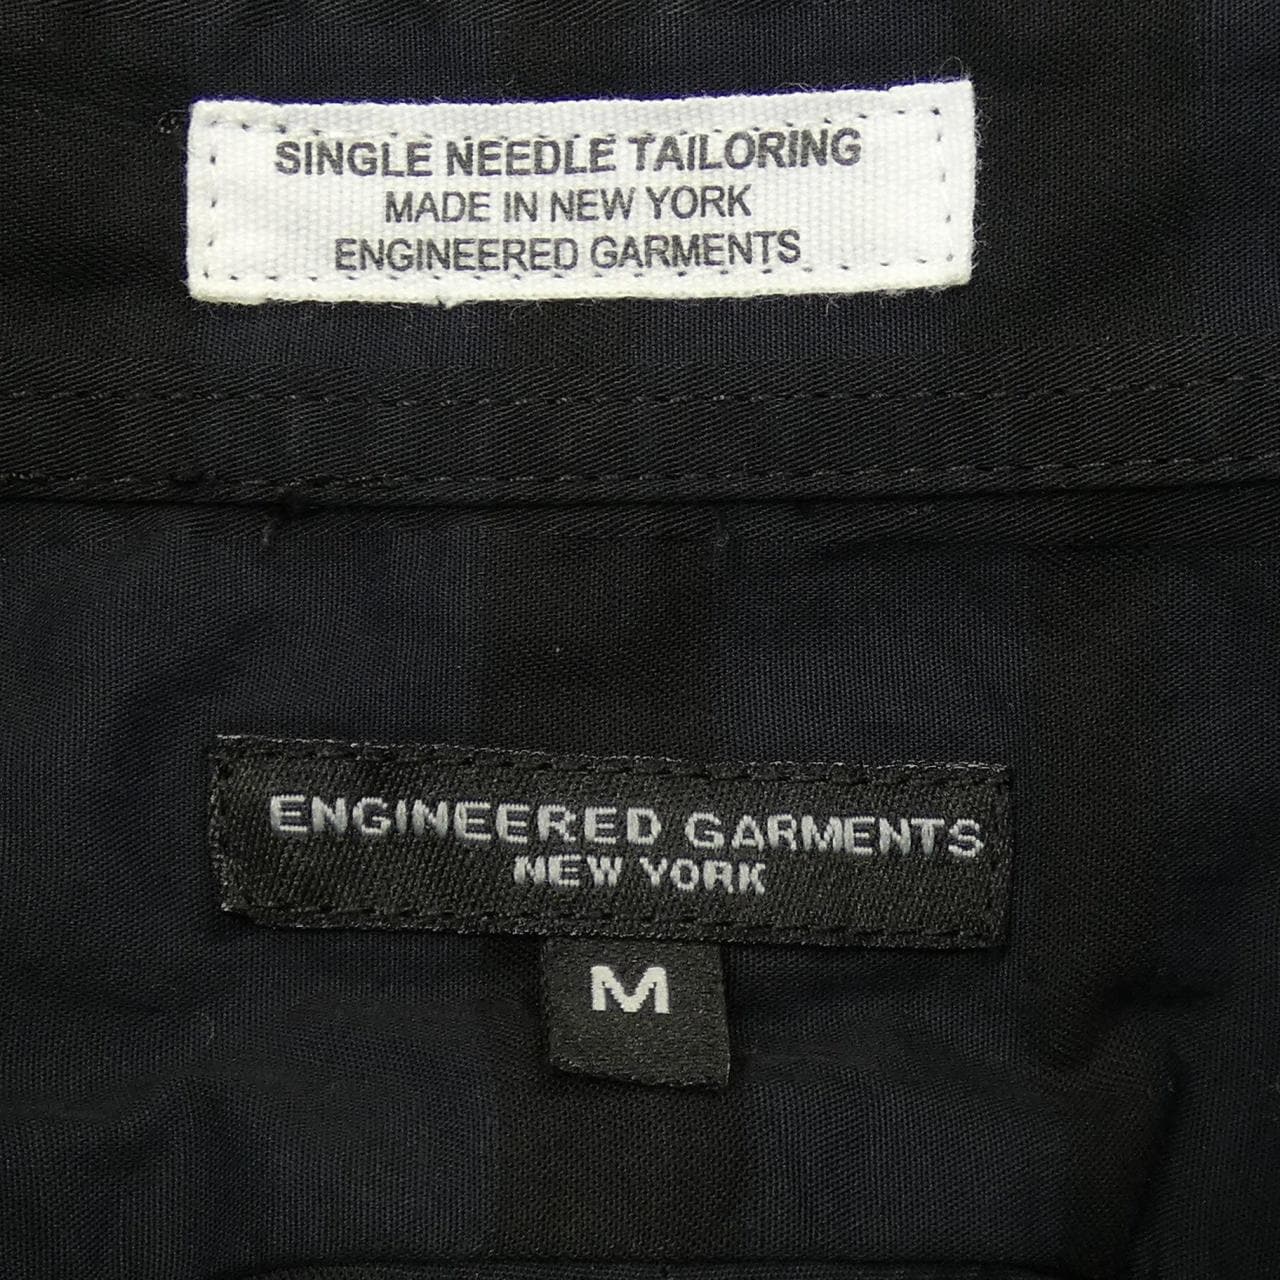 SINGLE NEEDLE TAILORING
MADE IN NEW YORK
ENGINEERED GARMENTS
ENGINEERED GARMENTS
NEW YORK
M